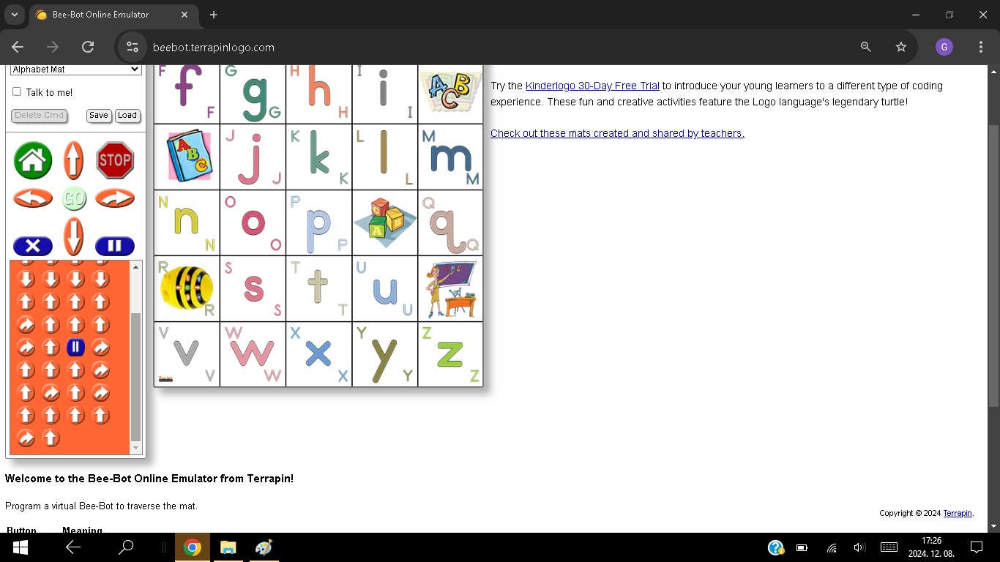 Bee-Bot Online Emulator
beebot.terrapinlogo.com
G
Alphabet Mat
Talk to me!
Delete Cmd Save Load
STOP
GO
F f F
G g G
H h H
I i I
A B C
A B C
J j J
K k K
L l L
M m M
N n N
O o O
P p P
C B A
Q q Q
R R
S s S
T t T
U u U
A B C
V v V
W w W
X x X
Y y Y
Z z Z
Try the Kinderlogo 30-Day Free Trial to introduce your young learners to a different type of coding
experience. These fun and creative activities feature the Logo language's legendary turtle!
Check out these mats created and shared by teachers.
Welcome to the Bee-Bot Online Emulator from Terrapin!
Program a virtual Bee-Bot to traverse the mat.
Button Meaning
Copyright © 2024 Terrapin.
17:26
2024. 12. 08.